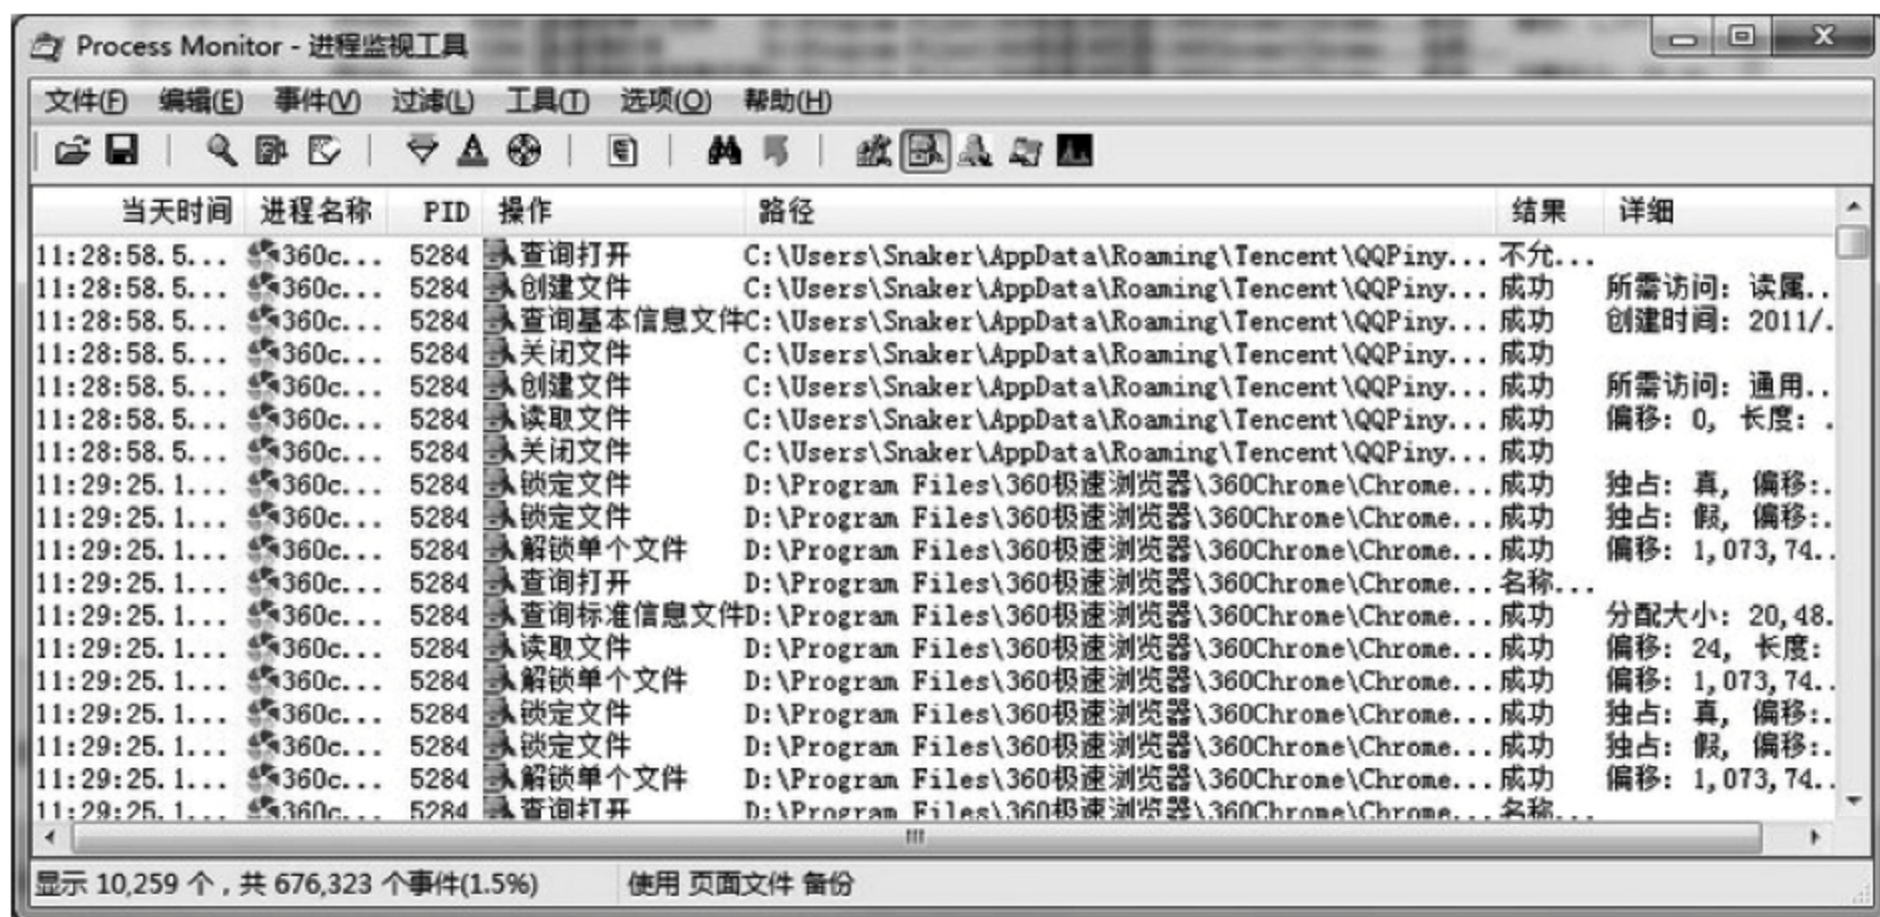 Process Monitor - 进程监视工具
文件(F) 编辑(E) 事件(V) 过滤(L) 工具(T) 选项(O) 帮助(H)
当天时间 进程名称 PID 操作 路径 结果 详细
11:28:58.5... 360c... 5284 查询打开 C:\Users\Snaker\AppData\Roaming\Tencent\QQPiny... 不允...
11:28:58.5... 360c... 5284 创建文件 C:\Users\Snaker\AppData\Roaming\Tencent\QQPiny... 成功 所需访问: 读属..
11:28:58.5... 360c... 5284 查询基本信息文件 C:\Users\Snaker\AppData\Roaming\Tencent\QQPiny... 成功 创建时间: 2011/.
11:28:58.5... 360c... 5284 关闭文件 C:\Users\Snaker\AppData\Roaming\Tencent\QQPiny... 成功
11:28:58.5... 360c... 5284 创建文件 C:\Users\Snaker\AppData\Roaming\Tencent\QQPiny... 成功 所需访问: 通用..
11:28:58.5... 360c... 5284 读取文件 C:\Users\Snaker\AppData\Roaming\Tencent\QQPiny... 成功 偏移: 0, 长度: .
11:28:58.5... 360c... 5284 关闭文件 C:\Users\Snaker\AppData\Roaming\Tencent\QQPiny... 成功
11:29:25.1... 360c... 5284 锁定文件 D:\Program Files\360极速浏览器\360Chrome\Chrome... 成功 独占: 真, 偏移:.
11:29:25.1... 360c... 5284 锁定文件 D:\Program Files\360极速浏览器\360Chrome\Chrome... 成功 独占: 假, 偏移:.
11:29:25.1... 360c... 5284 解锁单个文件 D:\Program Files\360极速浏览器\360Chrome\Chrome... 成功 偏移: 1,073,74..
11:29:25.1... 360c... 5284 查询打开 D:\Program Files\360极速浏览器\360Chrome\Chrome... 名称...
11:29:25.1... 360c... 5284 查询标准信息文件 D:\Program Files\360极速浏览器\360Chrome\Chrome... 成功 分配大小: 20,48.
11:29:25.1... 360c... 5284 读取文件 D:\Program Files\360极速浏览器\360Chrome\Chrome... 成功 偏移: 24, 长度:
11:29:25.1... 360c... 5284 解锁单个文件 D:\Program Files\360极速浏览器\360Chrome\Chrome... 成功 偏移: 1,073,74..
11:29:25.1... 360c... 5284 锁定文件 D:\Program Files\360极速浏览器\360Chrome\Chrome... 成功 独占: 真, 偏移:.
11:29:25.1... 360c... 5284 锁定文件 D:\Program Files\360极速浏览器\360Chrome\Chrome... 成功 独占: 假, 偏移:.
11:29:25.1... 360c... 5284 解锁单个文件 D:\Program Files\360极速浏览器\360Chrome\Chrome... 成功 偏移: 1,073,74..
11:29:25.1... 360c... 5284 查询打开 D:\Program Files\360极速浏览器\360Chrome\Chrome... 名称...
显示 10,259 个，共 676,323 个事件(1.5%) 使用 页面文件 备份